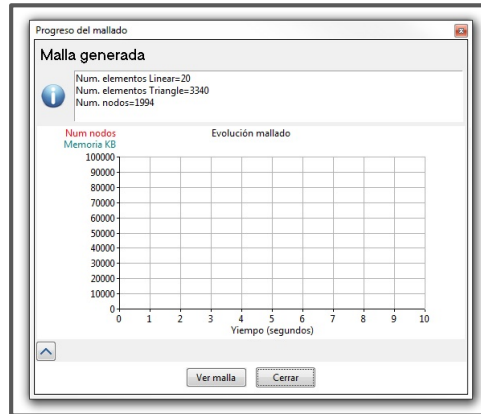 Progreso del mallado
Malla generada
Num. elementos Linear=20
Num. elementos Triangle=3340
Num. nodos=1994
Num nodos
Evolución mallado
Memoria KB
100000
90000
80000
70000
60000
50000
40000
30000
20000
10000
0
0 1 2 3 4 5 6 7 8 9 10
Yiempo (segundos)
Ver malla
Cerrar